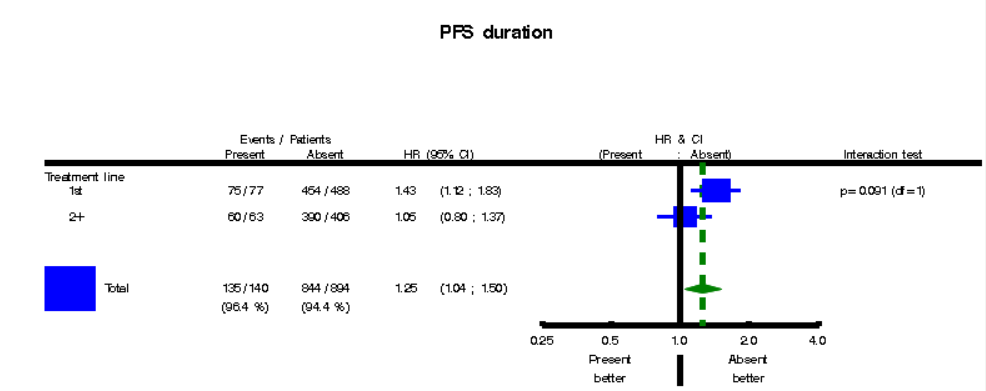 PFS duration
Events / Patients HR & CI
Present Absent HR (95% CI) (Present : Absent) Interaction test
Treatment line
1st 75/77 454/488 1.43 (1.12 ; 1.83) p=0.091 (df=1)
2+ 60/63 390/406 1.05 (0.80 ; 1.37)
Total 135/140 844/894 1.25 (1.04 ; 1.50)
(96.4 %) (94.4 %)
0.25 0.5 1.0 2.0 4.0
Present Absent
better better